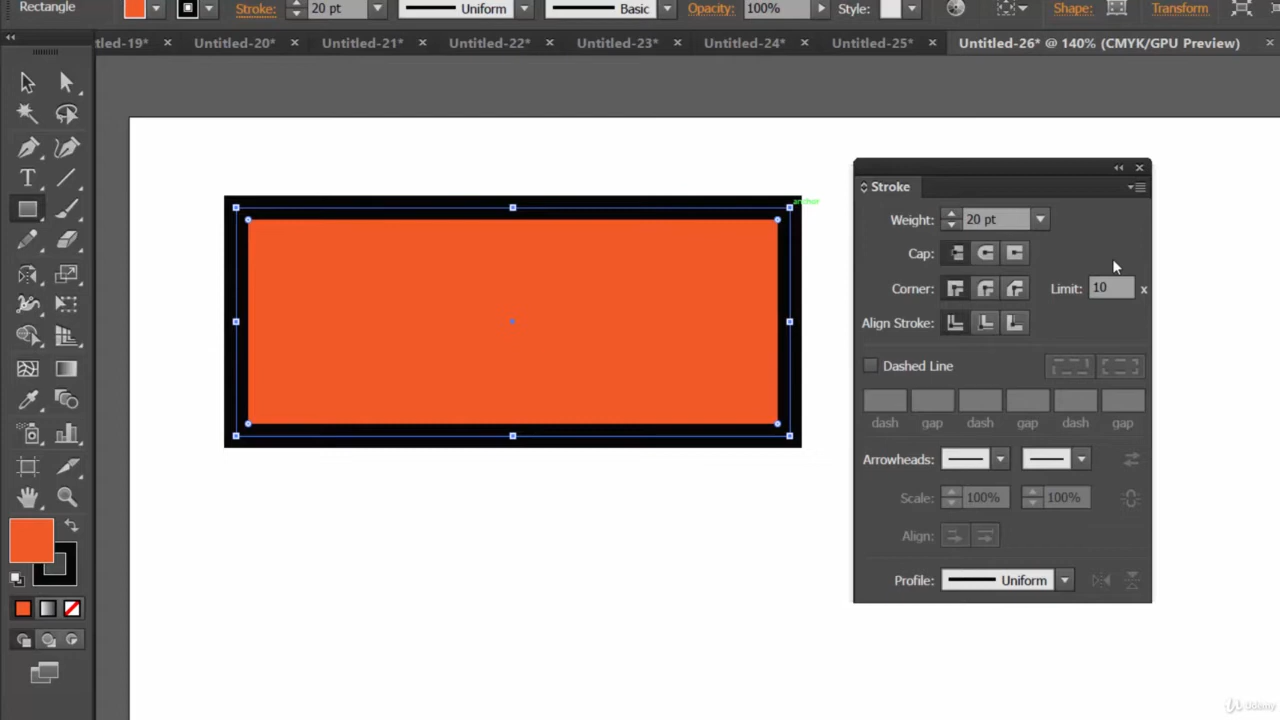 Rectangle Stroke: 20 pt Uniform Basic Opacity: 100% Style: Shape: Transform
tled-19* × Untitled-20* × Untitled-21* × Untitled-22* × Untitled-23* × Untitled-24* × Untitled-25* × Untitled-26* @ 140% (CMYK/GPU Preview) ×
anchor
Stroke
Weight: 20 pt
Cap:
Corner: Limit: 10 x
Align Stroke:
Dashed Line
dash gap dash gap dash gap
Arrowheads:
Scale: 100% 100%
Align:
Profile: Uniform
Udemy